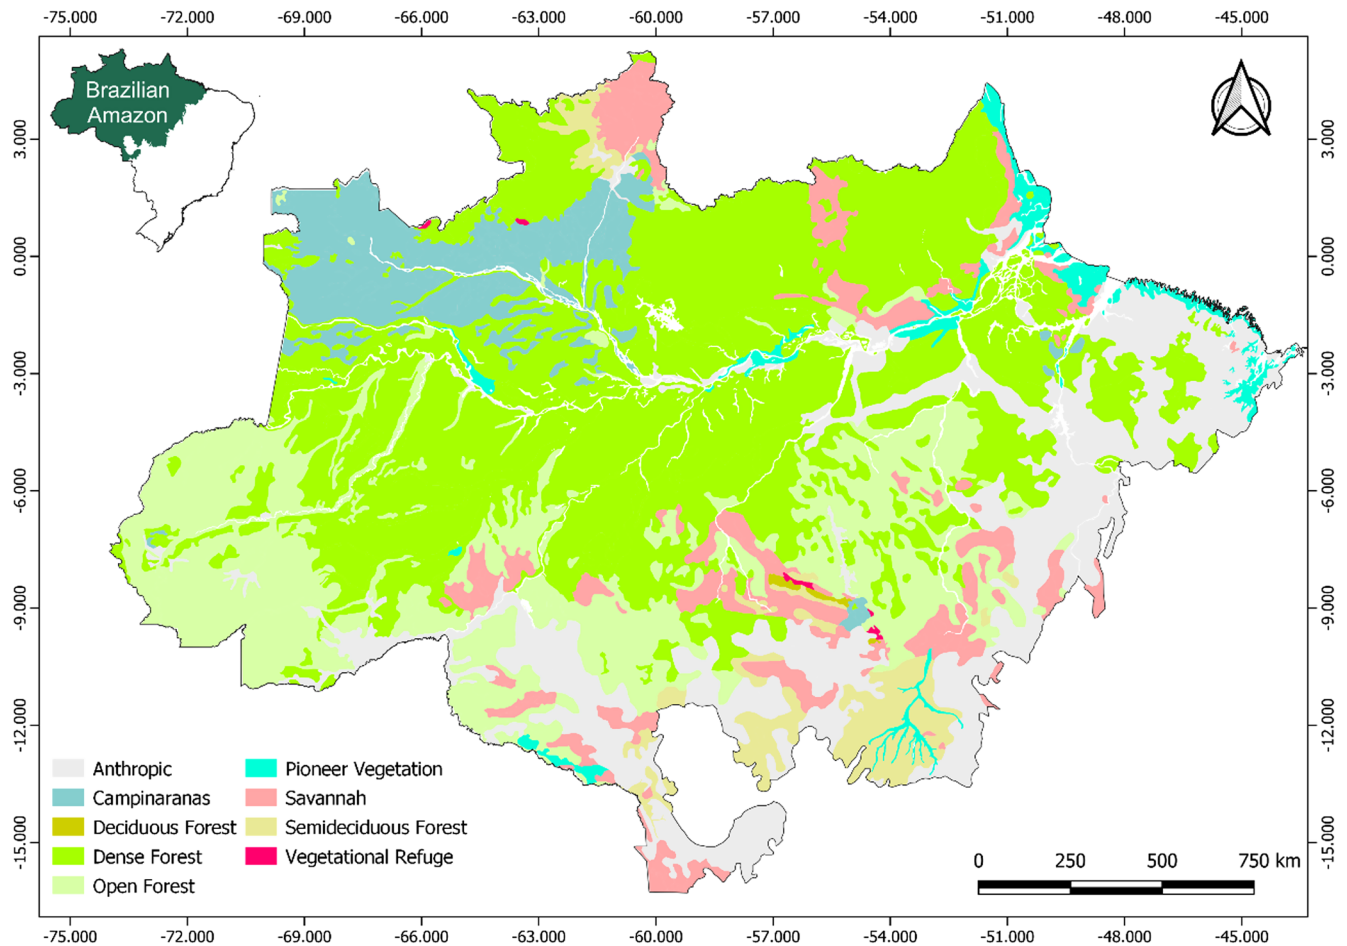 -75.000 -72.000 -69.000 -66.000 -63.000 -60.000 -57.000 -54.000 -51.000 -48.000 -45.000
Brazilian
Amazon
3.000 3.000
0.000 0.000
-3.000 -3.000
-6.000 -6.000
-9.000 -9.000
-12.000 -12.000
-15.000 -15.000
Anthropic Pioneer Vegetation
Campinaranas Savannah
Deciduous Forest Semideciduous Forest
Dense Forest Vegetational Refuge
Open Forest
0 250 500 750 km
-75.000 -72.000 -69.000 -66.000 -63.000 -60.000 -57.000 -54.000 -51.000 -48.000 -45.000